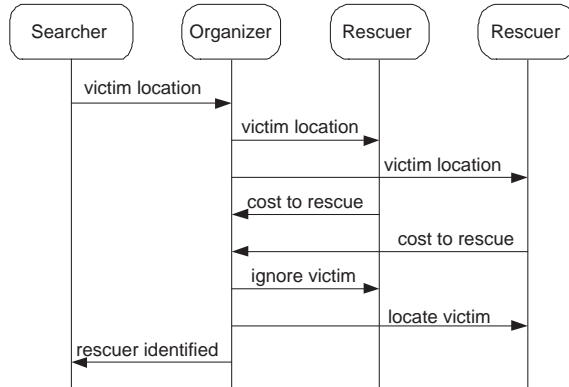 Searcher
Organizer
Rescuer
Rescuer
victim location
victim location
victim location
cost to rescue
cost to rescue
ignore victim
locate victim
rescuer identified